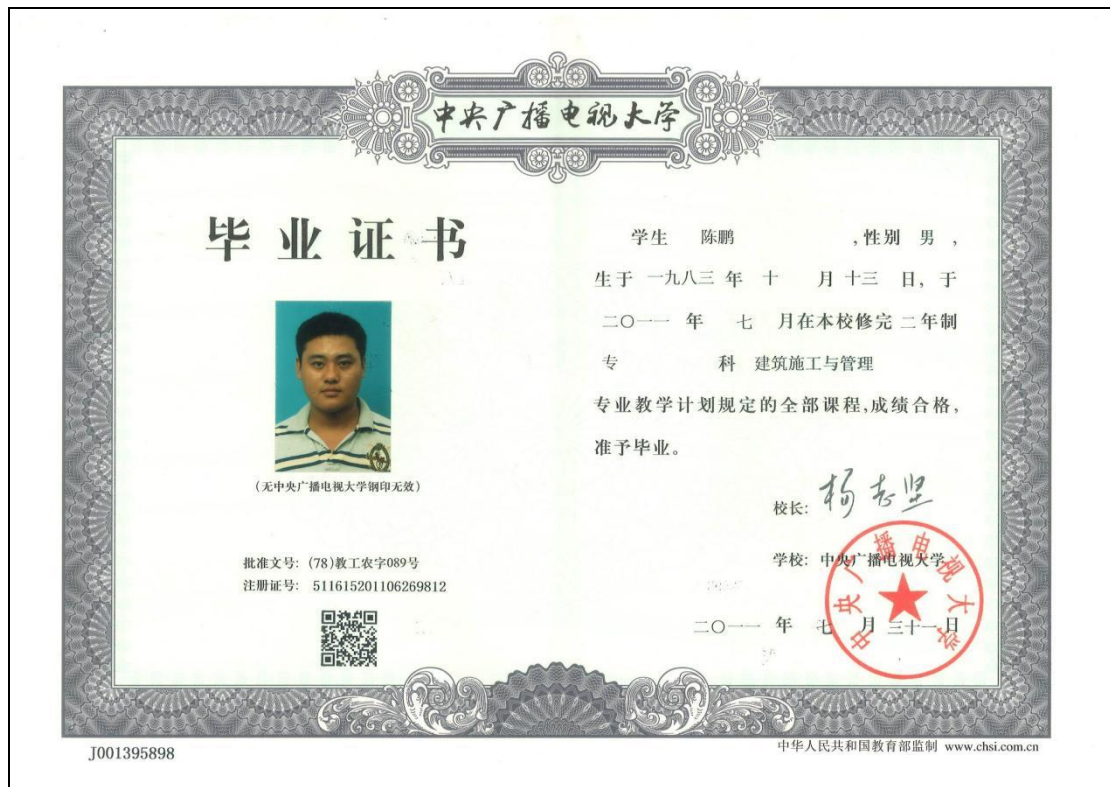 中央广播电视大学
毕业证书
(无中央广播电视大学钢印无效)
批准文号: (78)教工农字089号
注册证号: 511615201106269812
学生 陈鹏 ,性别 男 ,
生于 一九八三 年 十 月 十三 日, 于
二〇一一 年 七 月在本校修完 二年制
专 科 建筑施工与管理
专业教学计划规定的全部课程,成绩合格,
准予毕业。
校长: 杨志坚
学校: 中央广播电视大学
中央广播电视大学
二〇一一 年 七 月 三十一 日
J001395898
中华人民共和国教育部监制 www.chsi.com.cn